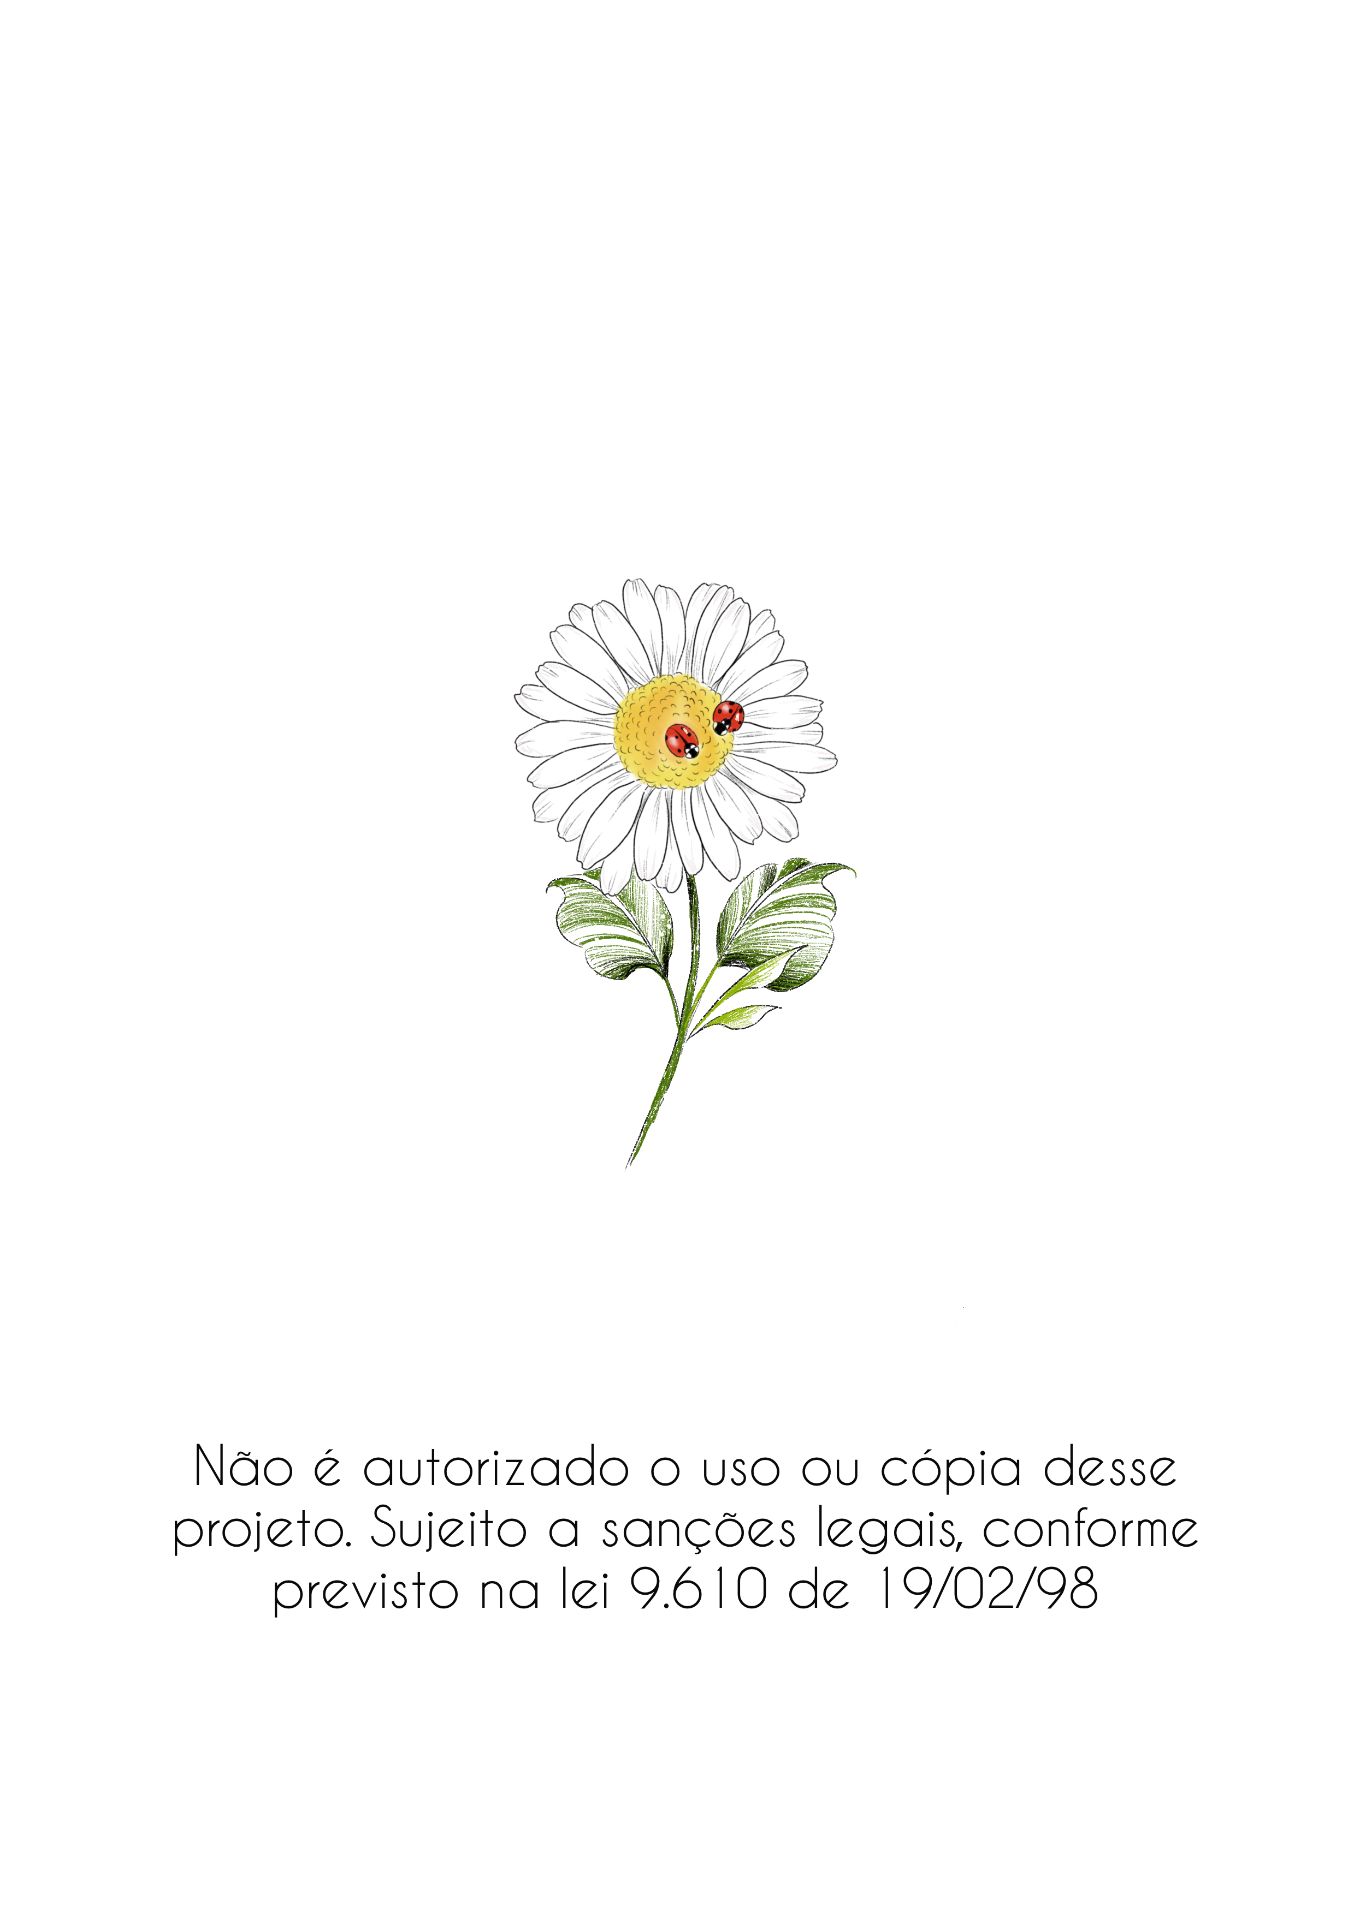 Não é autorizado o uso ou cópia desse
projeto. Sujeito a sanções legais, conforme
previsto na lei 9.610 de 19/02/98